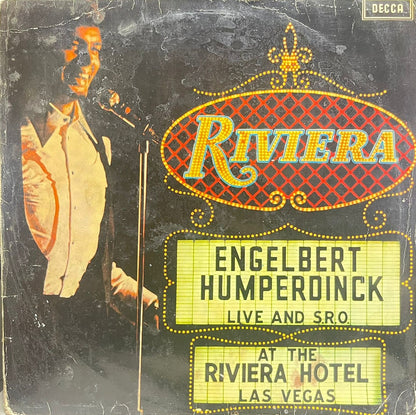 DECCA
RIVIERA
ENGELBERT
HUMPERDINCK
LIVE AND S.R.O.
AT THE
RIVIERA HOTEL
LAS VEGAS